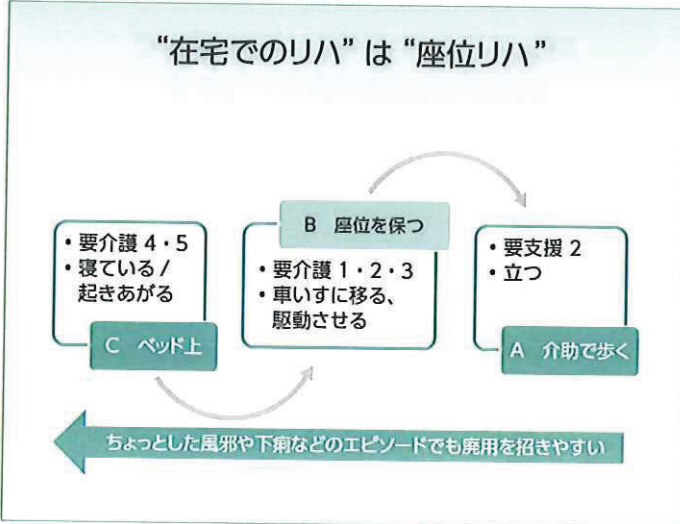 “在宅でのリハ” は “座位リハ”
・要介護 4・5
・寝ている /
起きあがる
C ベッド上
B 座位を保つ
・要介護 1・2・3
・車いすに移る、
駆動させる
・要支援 2
・立つ
A 介助で歩く
ちょっとした風邪や下痢などのエピソードでも廃用を招きやすい